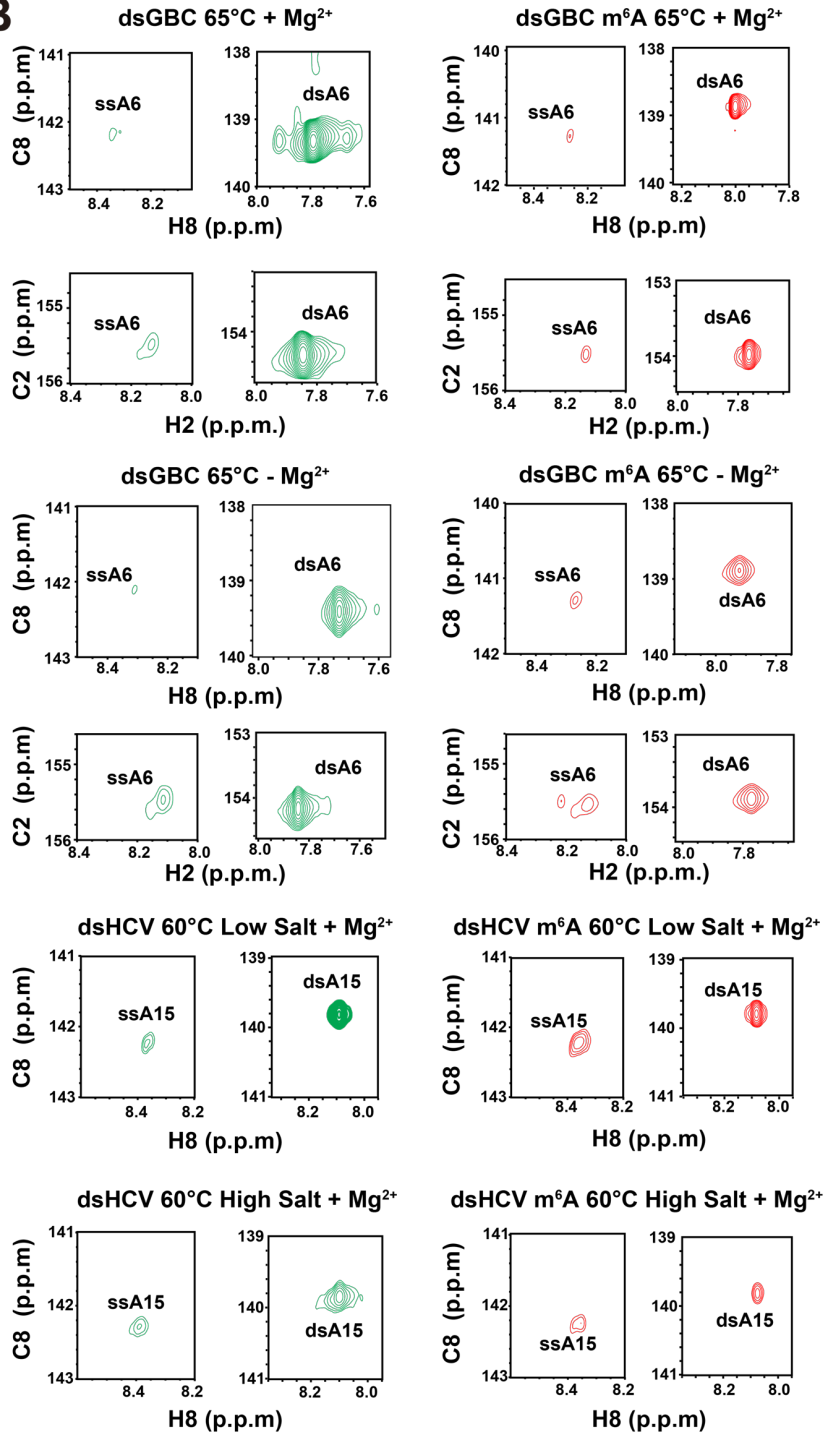 B
dsGBC 65°C + Mg²⁺
dsGBC m⁶A 65°C + Mg²⁺
C8 (p.p.m)
141
142
143
ssA6
8.4 8.2
138
139
140
dsA6
8.0 7.8 7.6
H8 (p.p.m)
C8 (p.p.m)
140
141
142
ssA6
8.4 8.2
138
139
140
dsA6
8.2 8.0 7.8
H8 (p.p.m)
C2 (p.p.m)
155
156
ssA6
8.4 8.2 8.0
154
dsA6
8.0 7.8 7.6
H2 (p.p.m.)
C2 (p.p.m)
155
156
ssA6
8.4 8.2 8.0
153
154
dsA6
8.0 7.8
H2 (p.p.m.)
dsGBC 65°C - Mg²⁺
dsGBC m⁶A 65°C - Mg²⁺
C8 (p.p.m)
141
142
143
ssA6
8.4 8.2
138
139
140
dsA6
8.0 7.8 7.6
H8 (p.p.m)
C8 (p.p.m)
140
141
142
ssA6
8.4 8.2
138
139
140
dsA6
8.0 7.8
H8 (p.p.m)
C2 (p.p.m)
155
156
ssA6
8.4 8.2 8.0
153
154
dsA6
8.0 7.8 7.6
H2 (p.p.m.)
C2 (p.p.m)
155
156
ssA6
8.4 8.2 8.0
153
154
dsA6
8.0 7.8
H2 (p.p.m.)
dsHCV 60°C Low Salt + Mg²⁺
dsHCV m⁶A 60°C Low Salt + Mg²⁺
C8 (p.p.m)
141
142
143
ssA15
8.4 8.2
139
140
141
dsA15
8.2 8.0
H8 (p.p.m)
C8 (p.p.m)
141
142
143
ssA15
8.4 8.2
139
140
141
dsA15
8.2 8.0
H8 (p.p.m)
dsHCV 60°C High Salt + Mg²⁺
dsHCV m⁶A 60°C High Salt + Mg²⁺
C8 (p.p.m)
141
142
143
ssA15
8.4 8.2
139
140
141
dsA15
8.2 8.0
H8 (p.p.m)
C8 (p.p.m)
141
142
143
ssA15
8.4 8.2
139
140
141
dsA15
8.2 8.0
H8 (p.p.m)